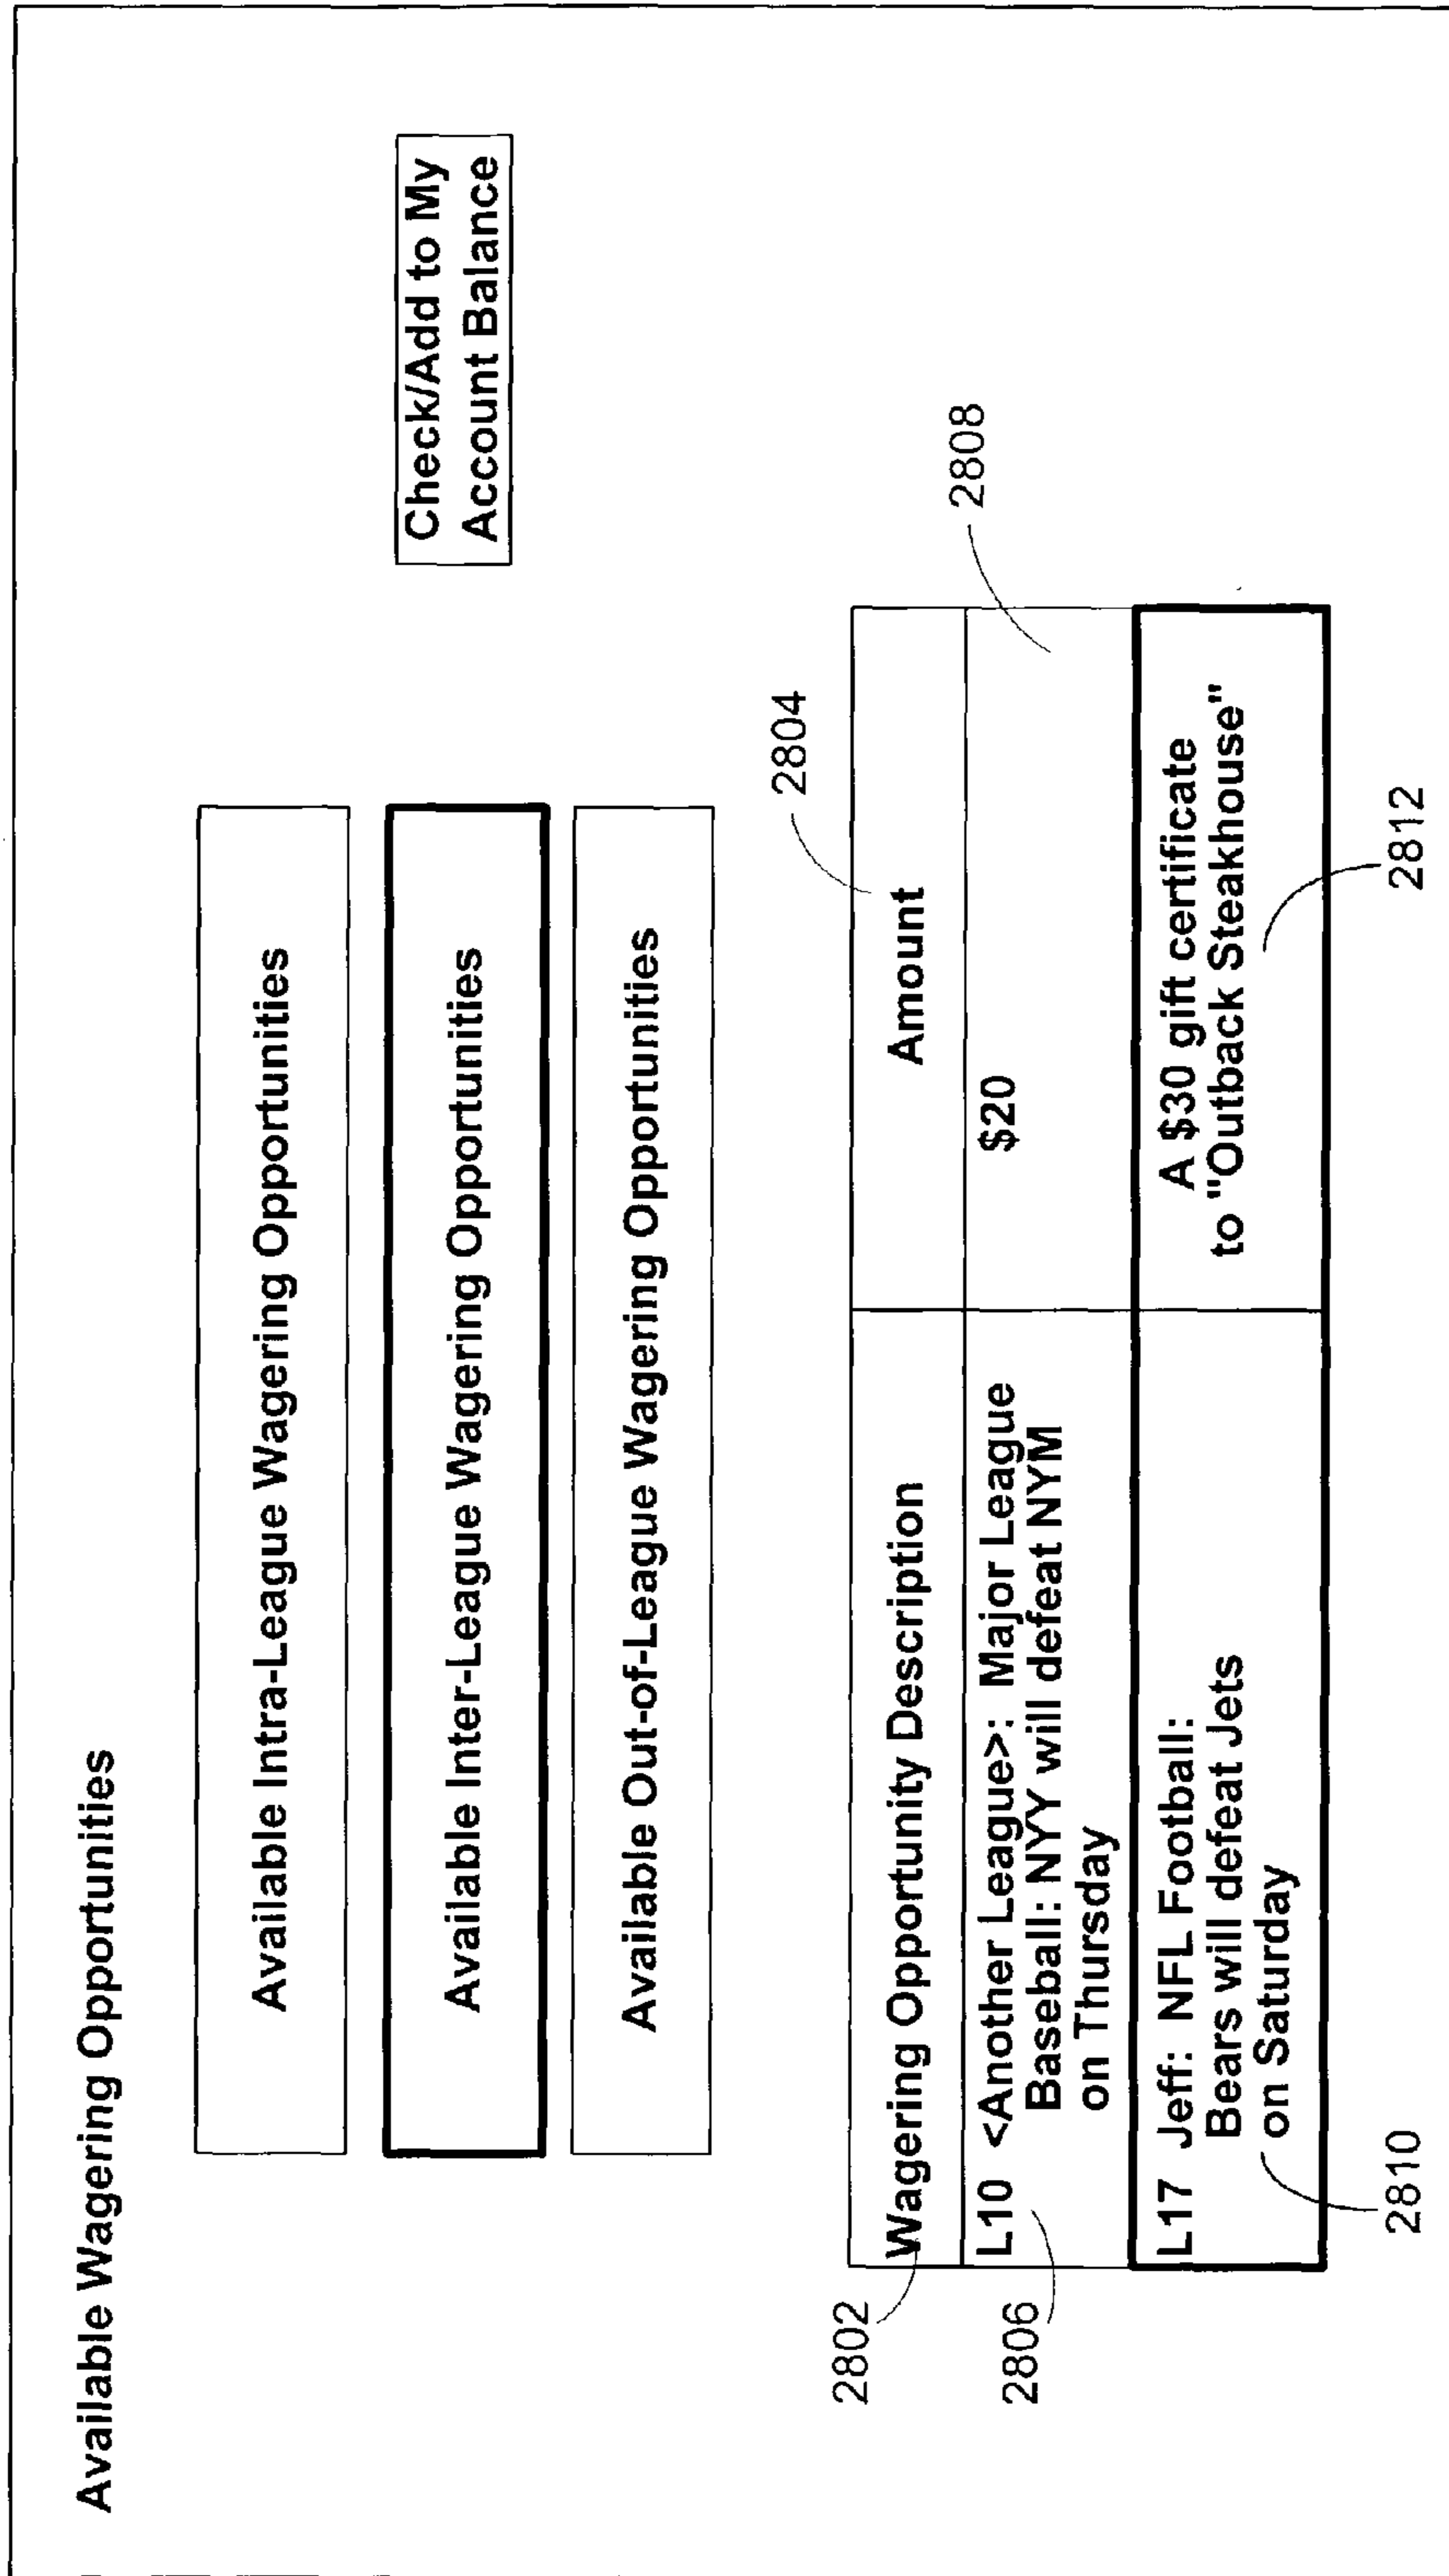 Available Wagering Opportunities
Available Intra-League Wagering Opportunities
Available Inter-League Wagering Opportunities
Available Out-of-League Wagering Opportunities
Check/Add to My
Account Balance
2802
2804
Wagering Opportunity Description
Amount
2806
L10 <Another League>: Major League
Baseball: NYY will defeat NYM
on Thursday
$20
2808
L17 Jeff: NFL Football:
Bears will defeat Jets
on Saturday
A $30 gift certificate
to "Outback Steakhouse"
2810
2812